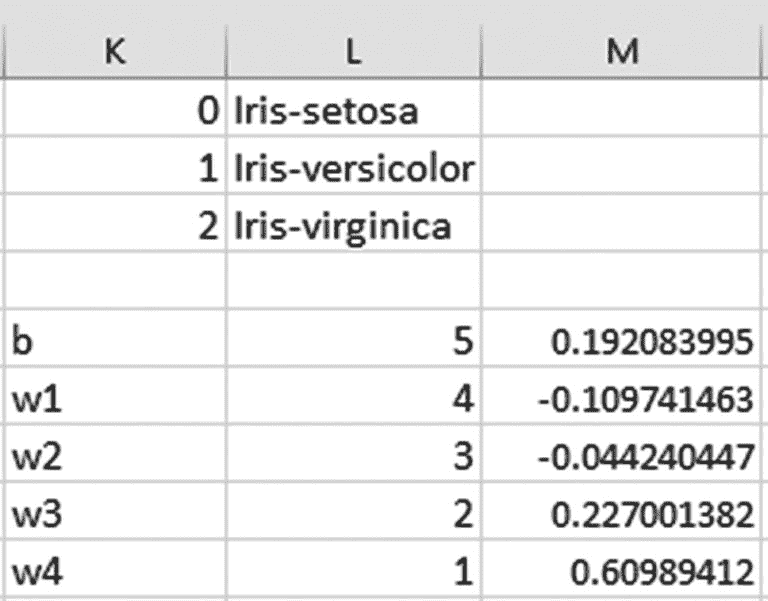 K L M
0 Iris-setosa
1 Iris-versicolor
2 Iris-virginica
b 5 0.192083995
w1 4 -0.109741463
w2 3 -0.044240447
w3 2 0.227001382
w4 1 0.60989412